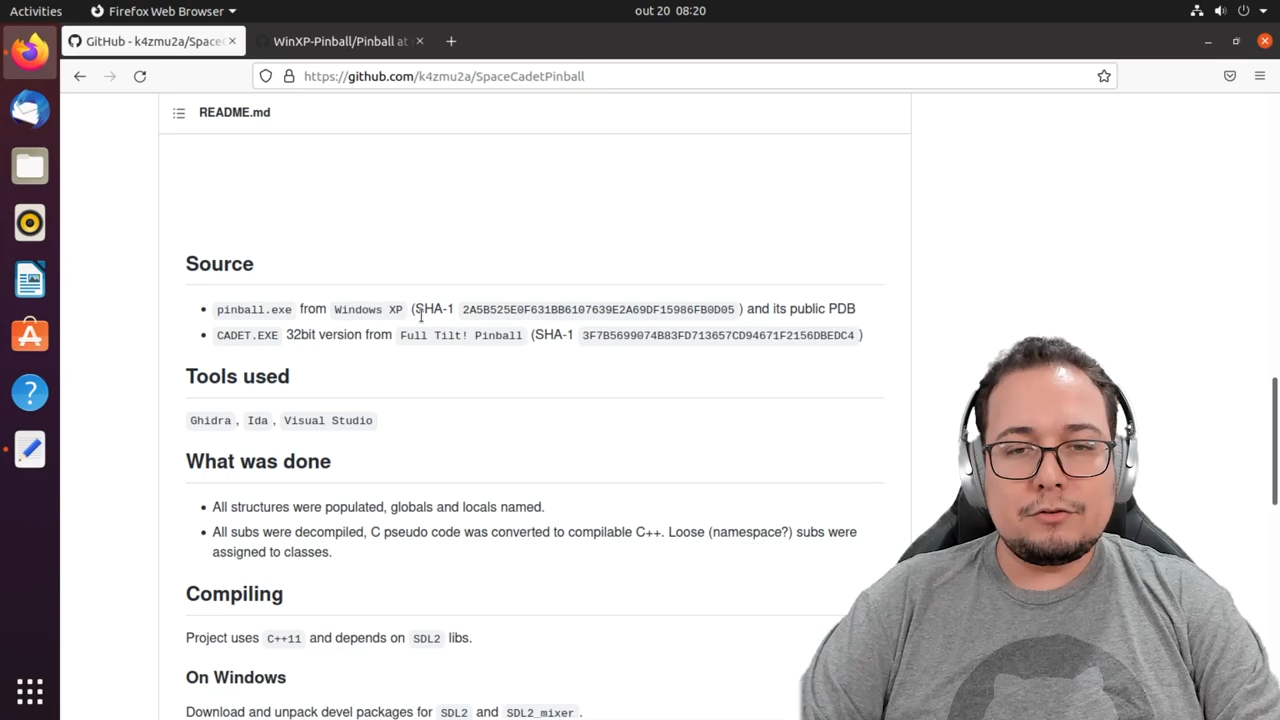 Activities Firefox Web Browser out 20 08:20
GitHub - k4zmu2a/SpaceC WinXP-Pinball/Pinball at
https://github.com/k4zmu2a/SpaceCadetPinball
README.md
Source
pinball.exe from Windows XP (SHA-1 2A5B525E0F631BB6107639E2A69DF15986FB0D05 ) and its public PDB
CADET.EXE 32bit version from Full Tilt! Pinball (SHA-1 3F7B5699074B83FD713657CD94671F2156DBEDC4 )
Tools used
Ghidra , Ida , Visual Studio
What was done
All structures were populated, globals and locals named.
All subs were decompiled, C pseudo code was converted to compilable C++. Loose (namespace?) subs were
assigned to classes.
Compiling
Project uses C++11 and depends on SDL2 libs.
On Windows
Download and unpack devel packages for SDL2 and SDL2_mixer .